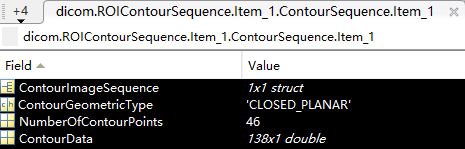 +4 dicom.ROIContourSequence.Item_1.ContourSequence.Item_1
dicom.ROIContourSequence.Item_1.ContourSequence.Item_1
Field Value
ContourImageSequence 1x1 struct
ContourGeometricType 'CLOSED_PLANAR'
NumberOfContourPoints 46
ContourData 138x1 double